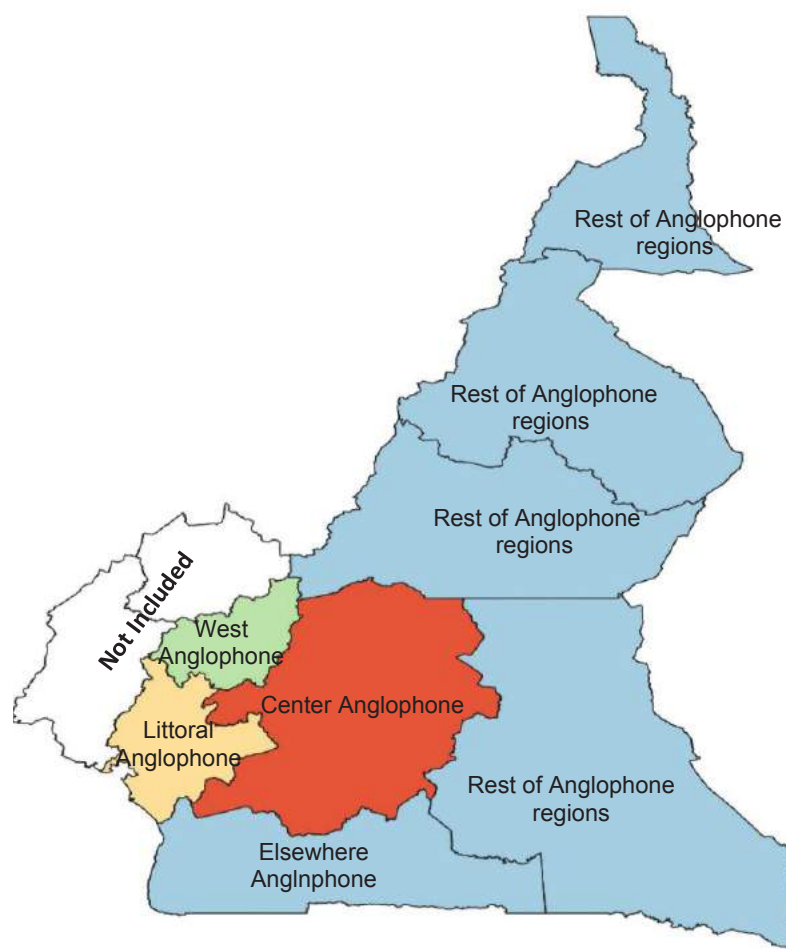 Rest of Anglophone
regions
Rest of Anglophone
regions
Rest of Anglophone
regions
Not Included
West
Anglophone
Center Anglophone
Littoral
Anglophone
Rest of Anglophone
regions
Elsewhere
Anglnphone